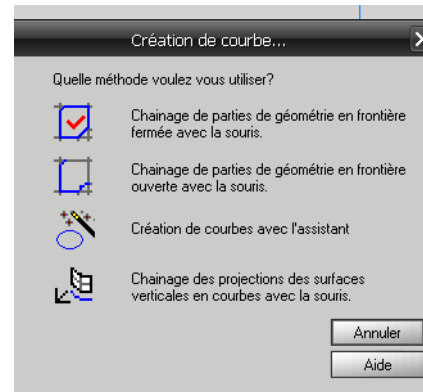 Création de courbe...
Quelle méthode voulez vous utiliser?
Chainage de parties de géométrie en frontière
fermée avec la souris.
Chainage de parties de géométrie en frontière
ouverte avec la souris.
Création de courbes avec l'assistant
Chainage des projections des surfaces
verticales en courbes avec la souris.
Annuler
Aide